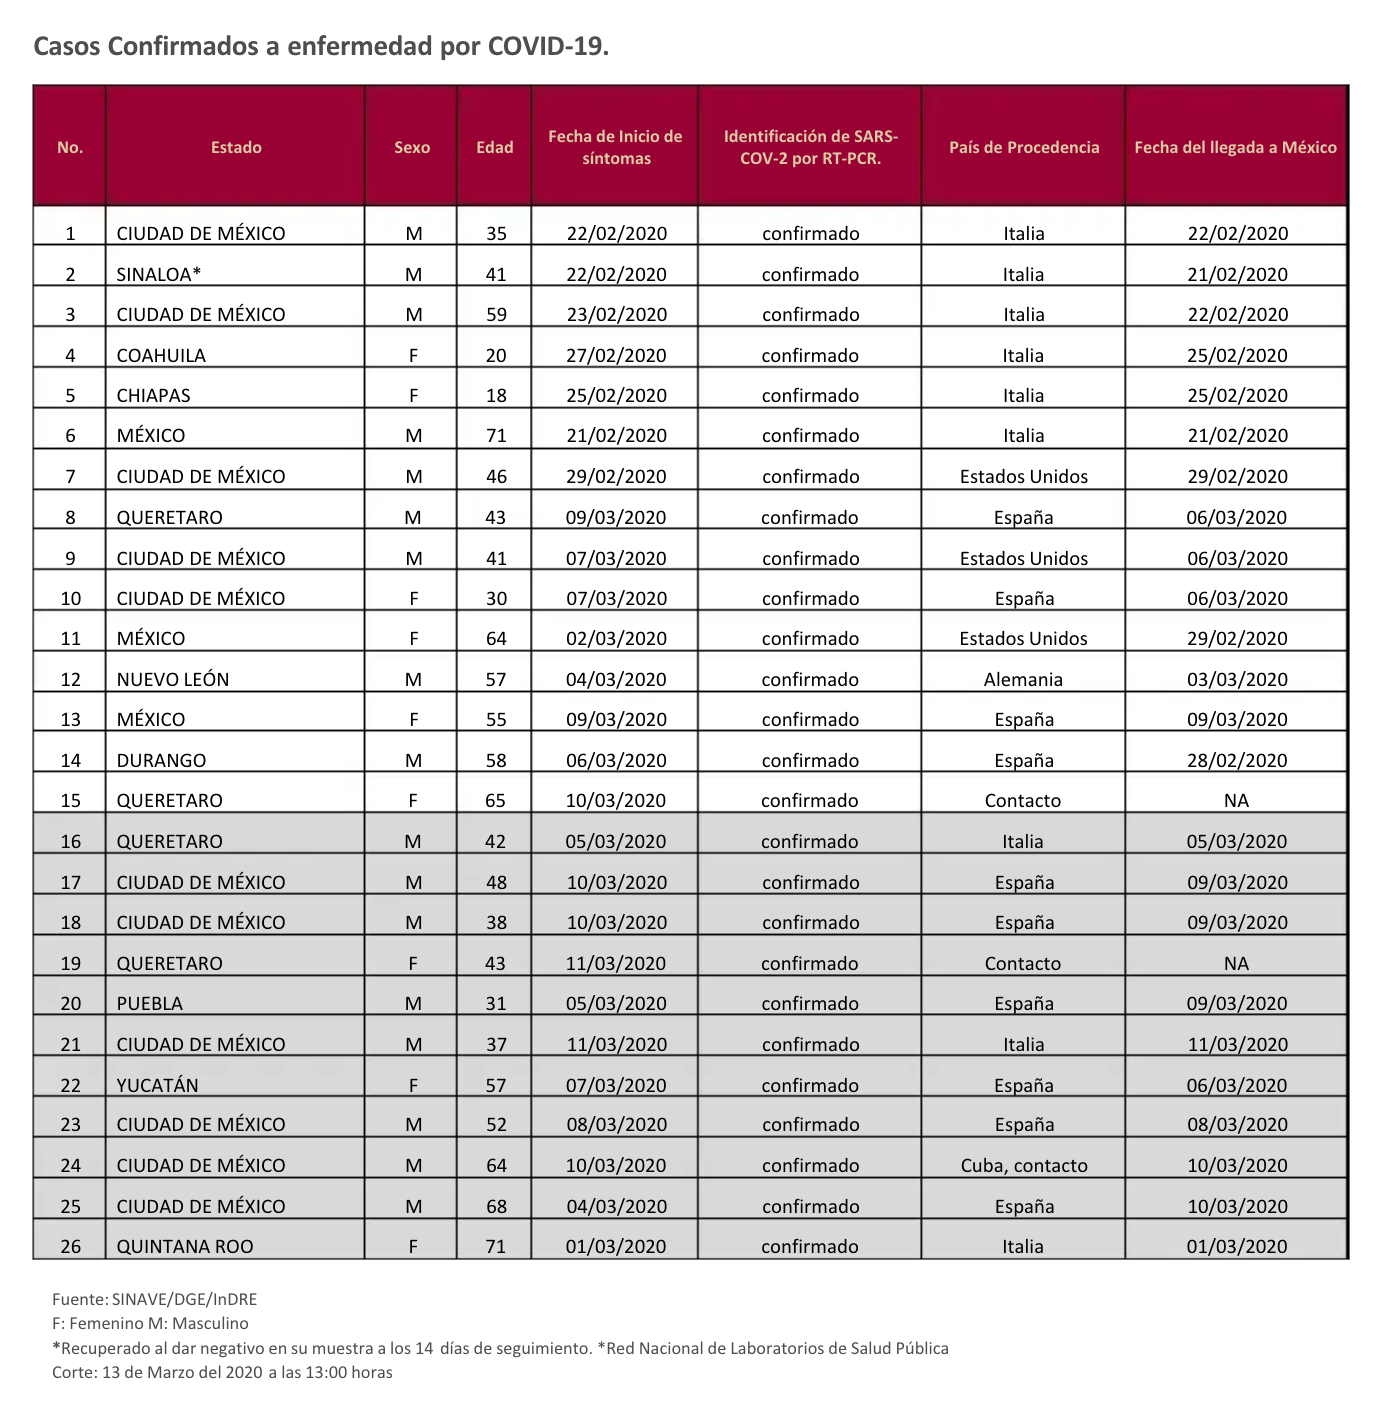 Casos Confirmados a enfermedad por COVID-19.
No. Estado Sexo Edad Fecha de Inicio de síntomas Identificación de SARS-COV-2 por RT-PCR. País de Procedencia Fecha del llegada a México
1 CIUDAD DE MÉXICO M 35 22/02/2020 confirmado Italia 22/02/2020
2 SINALOA* M 41 22/02/2020 confirmado Italia 21/02/2020
3 CIUDAD DE MÉXICO M 59 23/02/2020 confirmado Italia 22/02/2020
4 COAHUILA F 20 27/02/2020 confirmado Italia 25/02/2020
5 CHIAPAS F 18 25/02/2020 confirmado Italia 25/02/2020
6 MÉXICO M 71 21/02/2020 confirmado Italia 21/02/2020
7 CIUDAD DE MÉXICO M 46 29/02/2020 confirmado Estados Unidos 29/02/2020
8 QUERETARO M 43 09/03/2020 confirmado España 06/03/2020
9 CIUDAD DE MÉXICO M 41 07/03/2020 confirmado Estados Unidos 06/03/2020
10 CIUDAD DE MÉXICO F 30 07/03/2020 confirmado España 06/03/2020
11 MÉXICO F 64 02/03/2020 confirmado Estados Unidos 29/02/2020
12 NUEVO LEÓN M 57 04/03/2020 confirmado Alemania 03/03/2020
13 MÉXICO F 55 09/03/2020 confirmado España 09/03/2020
14 DURANGO M 58 06/03/2020 confirmado España 28/02/2020
15 QUERETARO F 65 10/03/2020 confirmado Contacto NA
16 QUERETARO M 42 05/03/2020 confirmado Italia 05/03/2020
17 CIUDAD DE MÉXICO M 48 10/03/2020 confirmado España 09/03/2020
18 CIUDAD DE MÉXICO M 38 10/03/2020 confirmado España 09/03/2020
19 QUERETARO F 43 11/03/2020 confirmado Contacto NA
20 PUEBLA M 31 05/03/2020 confirmado España 09/03/2020
21 CIUDAD DE MÉXICO M 37 11/03/2020 confirmado Italia 11/03/2020
22 YUCATÁN F 57 07/03/2020 confirmado España 06/03/2020
23 CIUDAD DE MÉXICO M 52 08/03/2020 confirmado España 08/03/2020
24 CIUDAD DE MÉXICO M 64 10/03/2020 confirmado Cuba, contacto 10/03/2020
25 CIUDAD DE MÉXICO M 68 04/03/2020 confirmado España 10/03/2020
26 QUINTANA ROO F 71 01/03/2020 confirmado Italia 01/03/2020
Fuente: SINAVE/DGE/InDRE
F: Femenino M: Masculino
*Recuperado al dar negativo en su muestra a los 14 días de seguimiento. *Red Nacional de Laboratorios de Salud Pública
Corte: 13 de Marzo del 2020 a las 13:00 horas